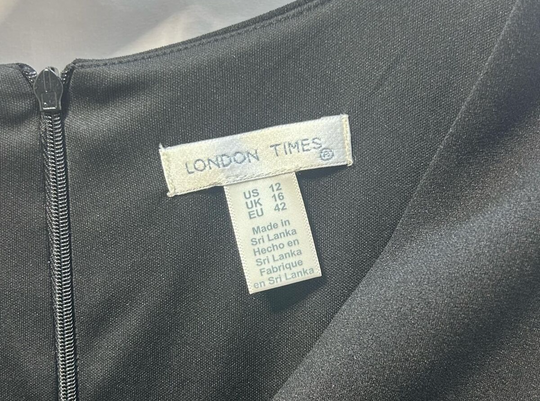 LONDON TIMES®
US 12
UK 16
EU 42
Made in
Sri Lanka
Hecho en
Sri Lanka
Fabrique
en Sri Lanka